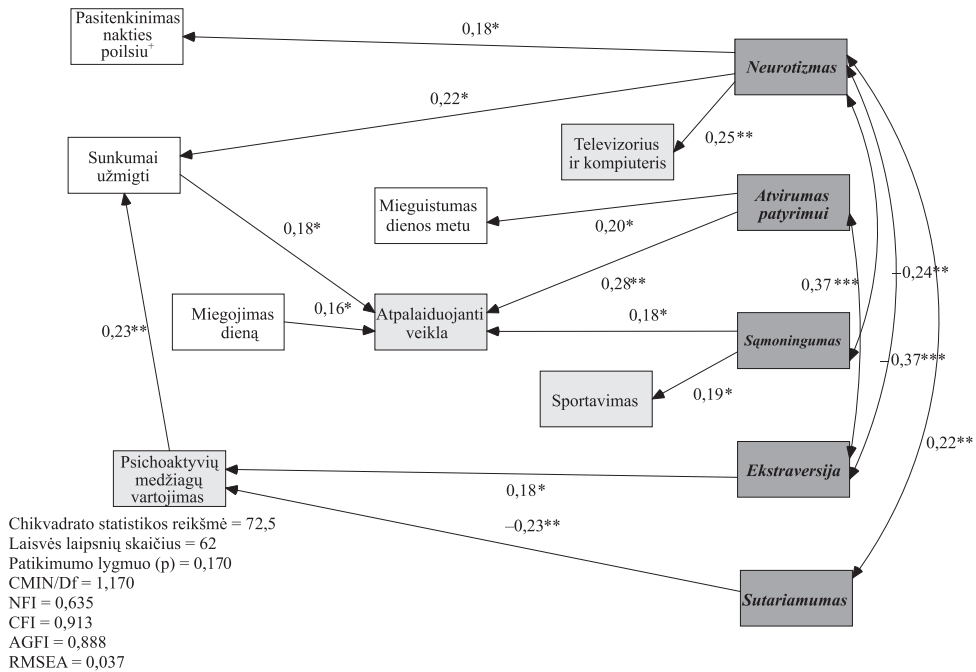 Pasitenkinimas
nakties
poilsiu+
0,18*
Neurotizmas
0,22*
0,25**
Televizorius
ir kompiuteris
Sunkumai
užmigti
Mieguistumas
dienos metu
0,20*
Atvirumas
patyrimui
0,18*
0,28**
0,37***
–0,24**
Miegojimas
dieną
0,16*
Atpalaiduojanti
veikla
0,18*
Sąmoningumas
0,23**
–0,37***
Sportavimas
0,19*
0,22**
Psichoaktyvių
medžiagų
vartojimas
0,18*
Ekstraversija
–0,23**
Sutariamumas
Chikvadrato statistikos reikšmė = 72,5
Laisvės laipsnių skaičius = 62
Patikimumo lygmuo (p) = 0,170
CMIN/Df = 1,170
NFI = 0,635
CFI = 0,913
AGFI = 0,888
RMSEA = 0,037